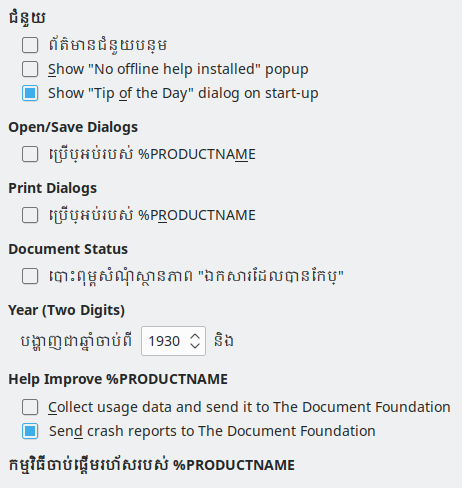 ជំនួយ
ព័ត៌មានជំនួយបន្ថែម
Show "No offline help installed" popup
Show "Tip of the Day" dialog on start-up
Open/Save Dialogs
ប្រើប្រអប់របស់ %PRODUCTNAME
Print Dialogs
ប្រើប្រអប់របស់ %PRODUCTNAME
Document Status
បោះពុម្ពសំណុំស្ថានភាព "ឯកសារដែលបានកែប្រែ"
Year (Two Digits)
បង្ហាញជាឆ្នាំចាប់ពី 1930 និង
Help Improve %PRODUCTNAME
Collect usage data and send it to The Document Foundation
Send crash reports to The Document Foundation
កម្មវិធីចាប់ផ្ដើមរហ័សរបស់ %PRODUCTNAME